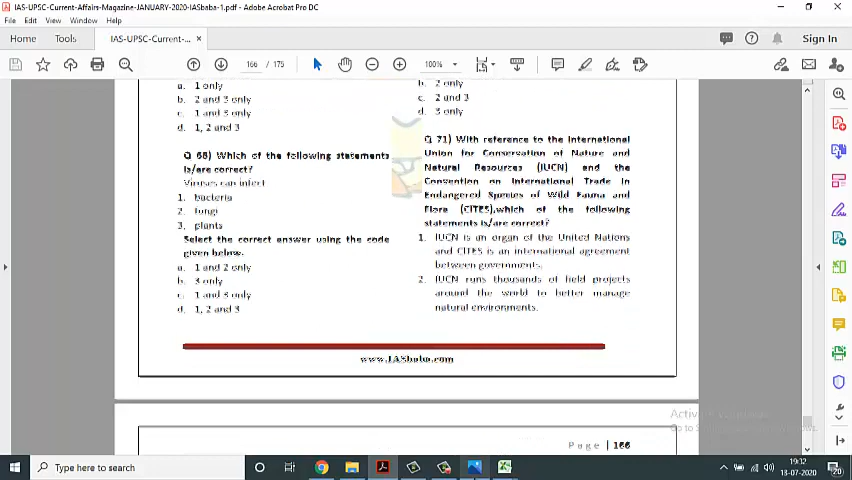 IAS-UPSC-Current-Affairs-Magazine-JANUARY-2020-IASbaba-1.pdf - Adobe Acrobat Pro DC
File Edit View Window Help
Home Tools IAS-UPSC-Current-... × Sign In
166 / 175 100%
a. 1 only
b. 2 and 3 only
c. 1 and 3 only
d. 1, 2 and 3
Q 68) Which of the following statements
is/are correct?
Viruses can infect
1. bacteria
2. fungi
3. plants
Select the correct answer using the code
given below.
a. 1 and 2 only
b. 3 only
c. 1 and 3 only
d. 1, 2 and 3
b. 2 only
c. 2 and 3
d. 3 only
Q 71) With reference to the International
Union for Conservation of Nature and
Natural Resources (IUCN) and the
Convention on International Trade in
Endangered Species of Wild Fauna and
Flora (CITES),which of the following
statements is/are correct?
1. IUCN is an organ of the United Nations
and CITES is an international agreement
between governments.
2. IUCN runs thousands of field projects
around the world to better manage
natural environments.
www.IASbaba.com
Page | 166
Type here to search
19:12
13-07-2020
20